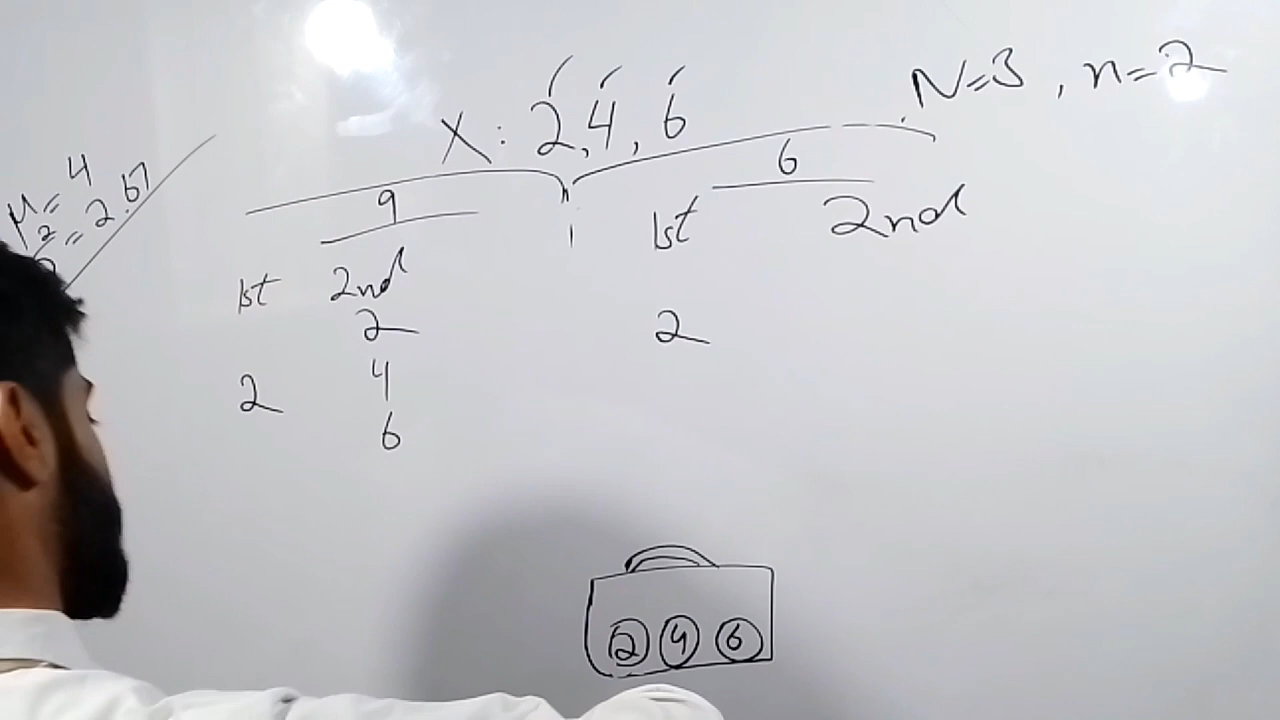 X: 2, 4, 6
N=3, n=2
μ = 4
2 = 2.67
9
6
1st 2nd
1st 2nd
2
2 4
6
2
2 4 6